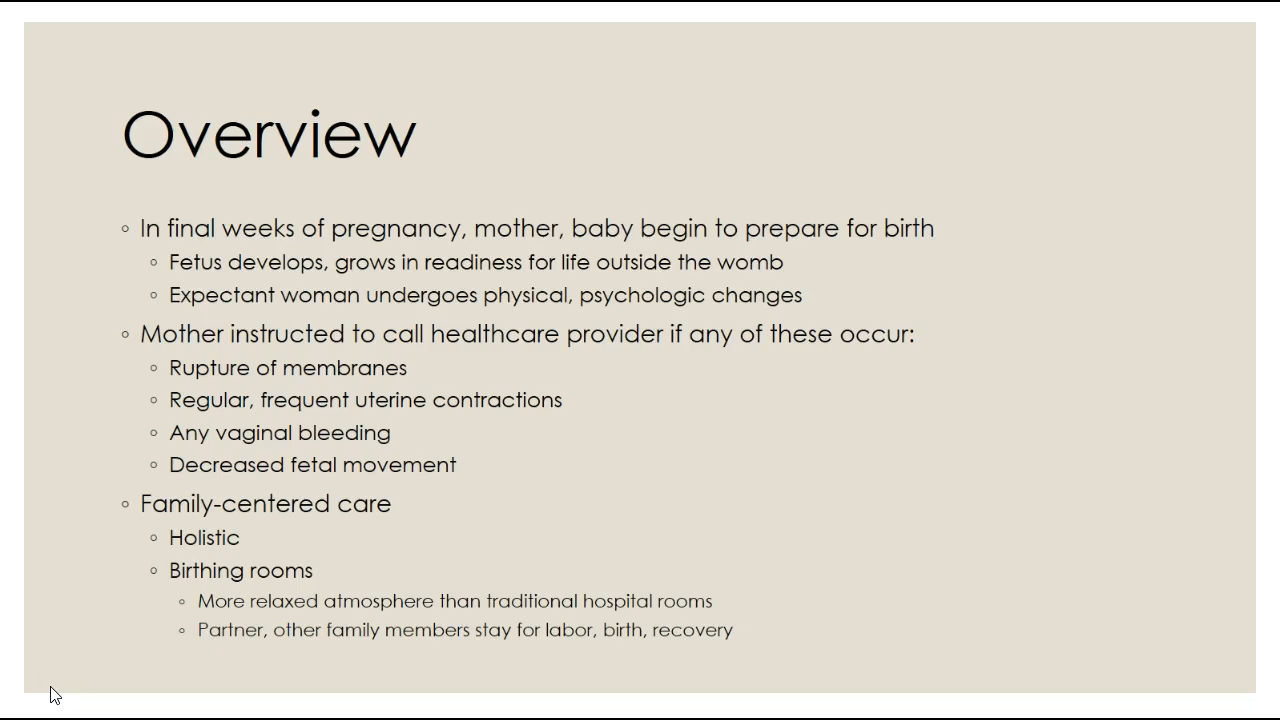 Overview
◦ In final weeks of pregnancy, mother, baby begin to prepare for birth
◦ Fetus develops, grows in readiness for life outside the womb
◦ Expectant woman undergoes physical, psychologic changes
◦ Mother instructed to call healthcare provider if any of these occur:
◦ Rupture of membranes
◦ Regular, frequent uterine contractions
◦ Any vaginal bleeding
◦ Decreased fetal movement
◦ Family-centered care
◦ Holistic
◦ Birthing rooms
◦ More relaxed atmosphere than traditional hospital rooms
◦ Partner, other family members stay for labor, birth, recovery